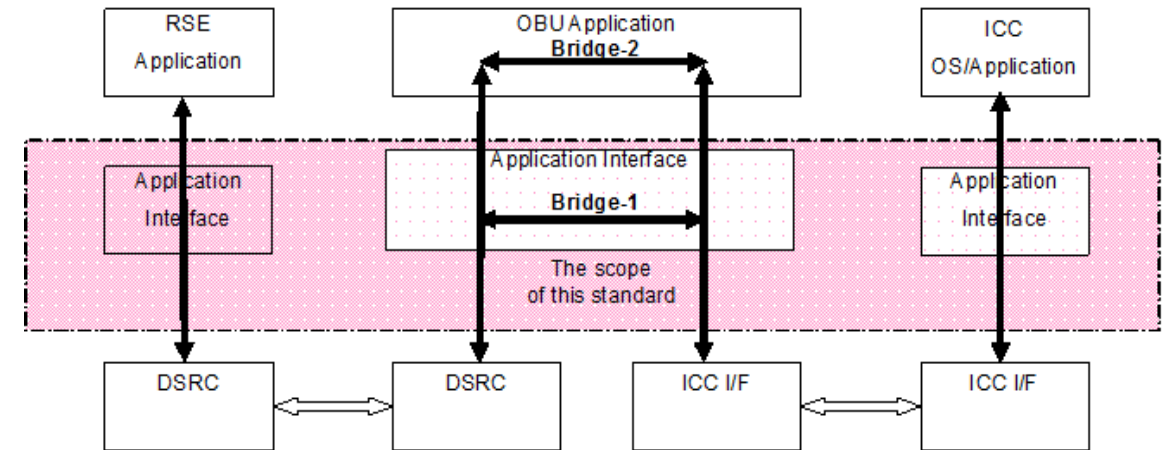 RSE
Application
OBU Application
Bridge-2
ICC
OS/Application
Application
Interface
Application Interface
Bridge-1
Application
Interface
The scope
of this standard
DSRC
DSRC
ICC I/F
ICC I/F